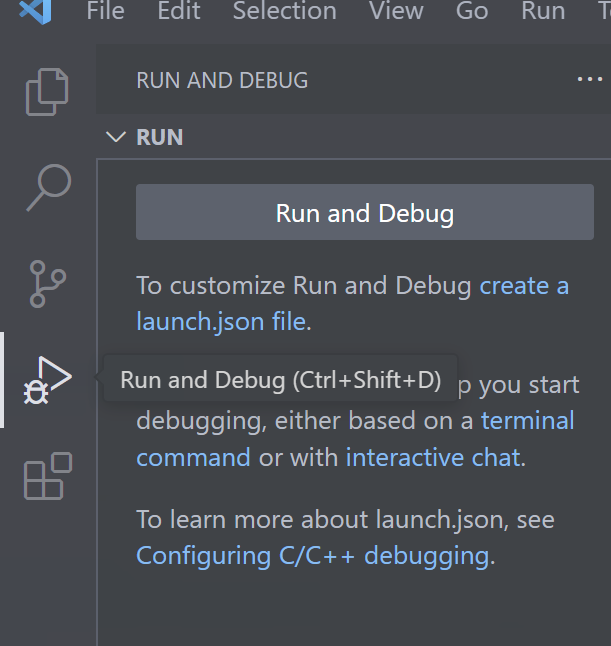 File Edit Selection View Go Run
RUN AND DEBUG
RUN
Run and Debug
To customize Run and Debug create a
launch.json file.
Run and Debug (Ctrl+Shift+D)
you start
debugging, either based on a terminal
command or with interactive chat.
To learn more about launch.json, see
Configuring C/C++ debugging.